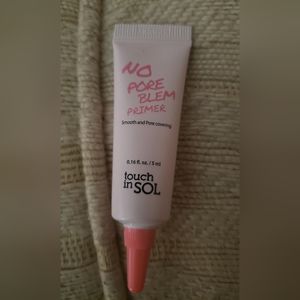 NO
PORE
BLEM
PRIMER
Smooth and Pore covering
0.16 fl. oz. / 5 ml
touch
in SOL